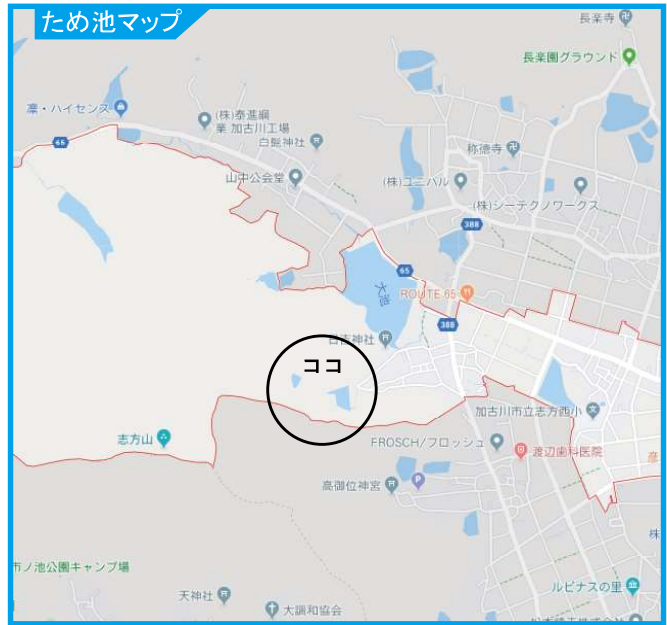 ため池マップ
長楽寺
長楽園グラウンド
凛・ハイセンス
(株)泰進鋼
業 加古川工場
白髭神社
65
称徳寺
山中公会堂
(株)ユニバル
(株)シーテクノワークス
388
65
大池
ROUTE 65
388
日吉神社
ココ
加古川市立志方西小
志方山
FROSCH/フロッシュ
渡辺歯科医院
彦
高御位神宮
P
株
市ノ池公園キャンプ場
ルピナスの里
天神社
大調和協会